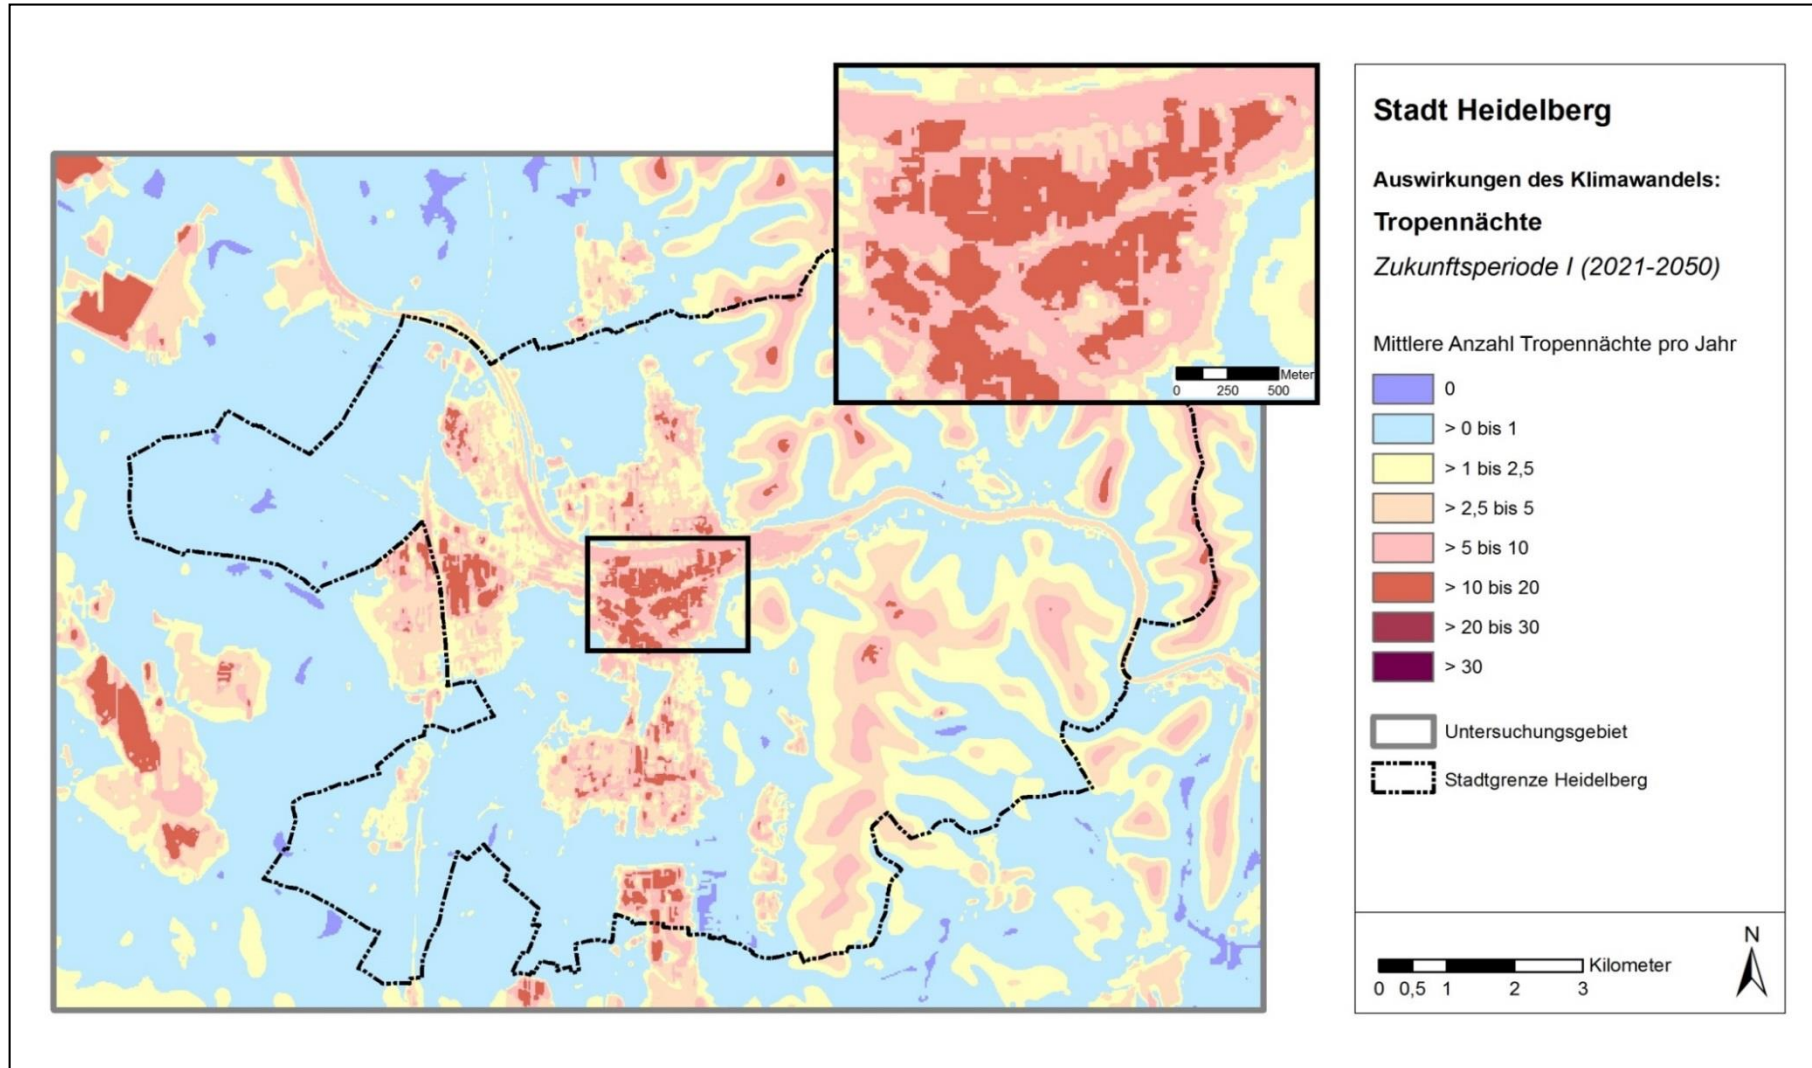 Stadt Heidelberg
Auswirkungen des Klimawandels:
Tropennächte
Zukunftsperiode I (2021-2050)
Mittlere Anzahl Tropennächte pro Jahr
0
> 0 bis 1
> 1 bis 2,5
> 2,5 bis 5
> 5 bis 10
> 10 bis 20
> 20 bis 30
> 30
Untersuchungsgebiet
Stadtgrenze Heidelberg
Meter
0 250 500
N
Kilometer
0 0,5 1 2 3